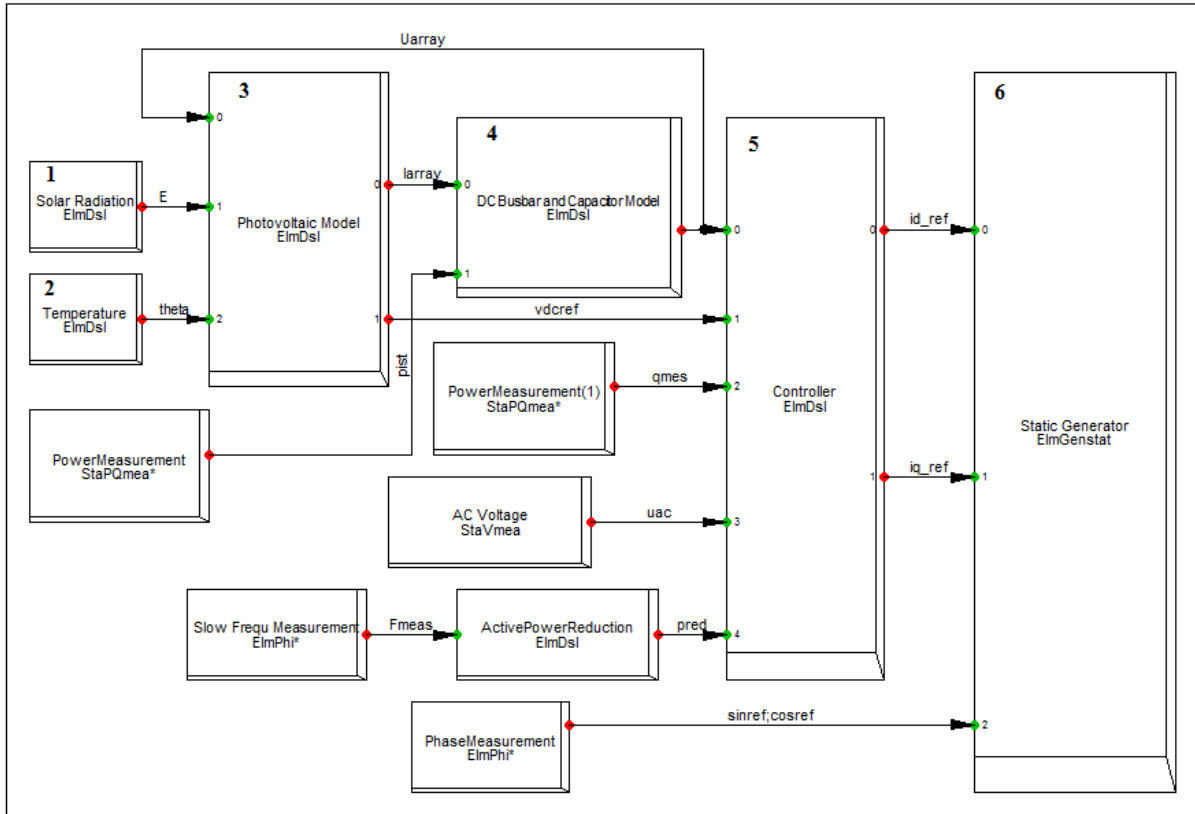 Uarray
3
0
1
Solar Radiation
ElmDsl
E
1
2
Temperature
ElmDsl
theta
2
Photovoltaic Model
ElmDsl
0
1
Iarray
4
0
DC Busbar and Capacitor Model
ElmDsl
1
vdcref
pist
PowerMeasurement
StaPQmea*
PowerMeasurement(1)
StaPQmea*
qmes
AC Voltage
StaVmea
uac
Slow Frequ Measurement
ElmPhi*
Fmeas
ActivePowerReduction
ElmDsl
pred
PhaseMeasurement
ElmPhi*
sinref;cosref
5
0
1
2
3
4
Controller
ElmDsl
0
1
id_ref
iq_ref
6
0
1
2
Static Generator
ElmGenstat